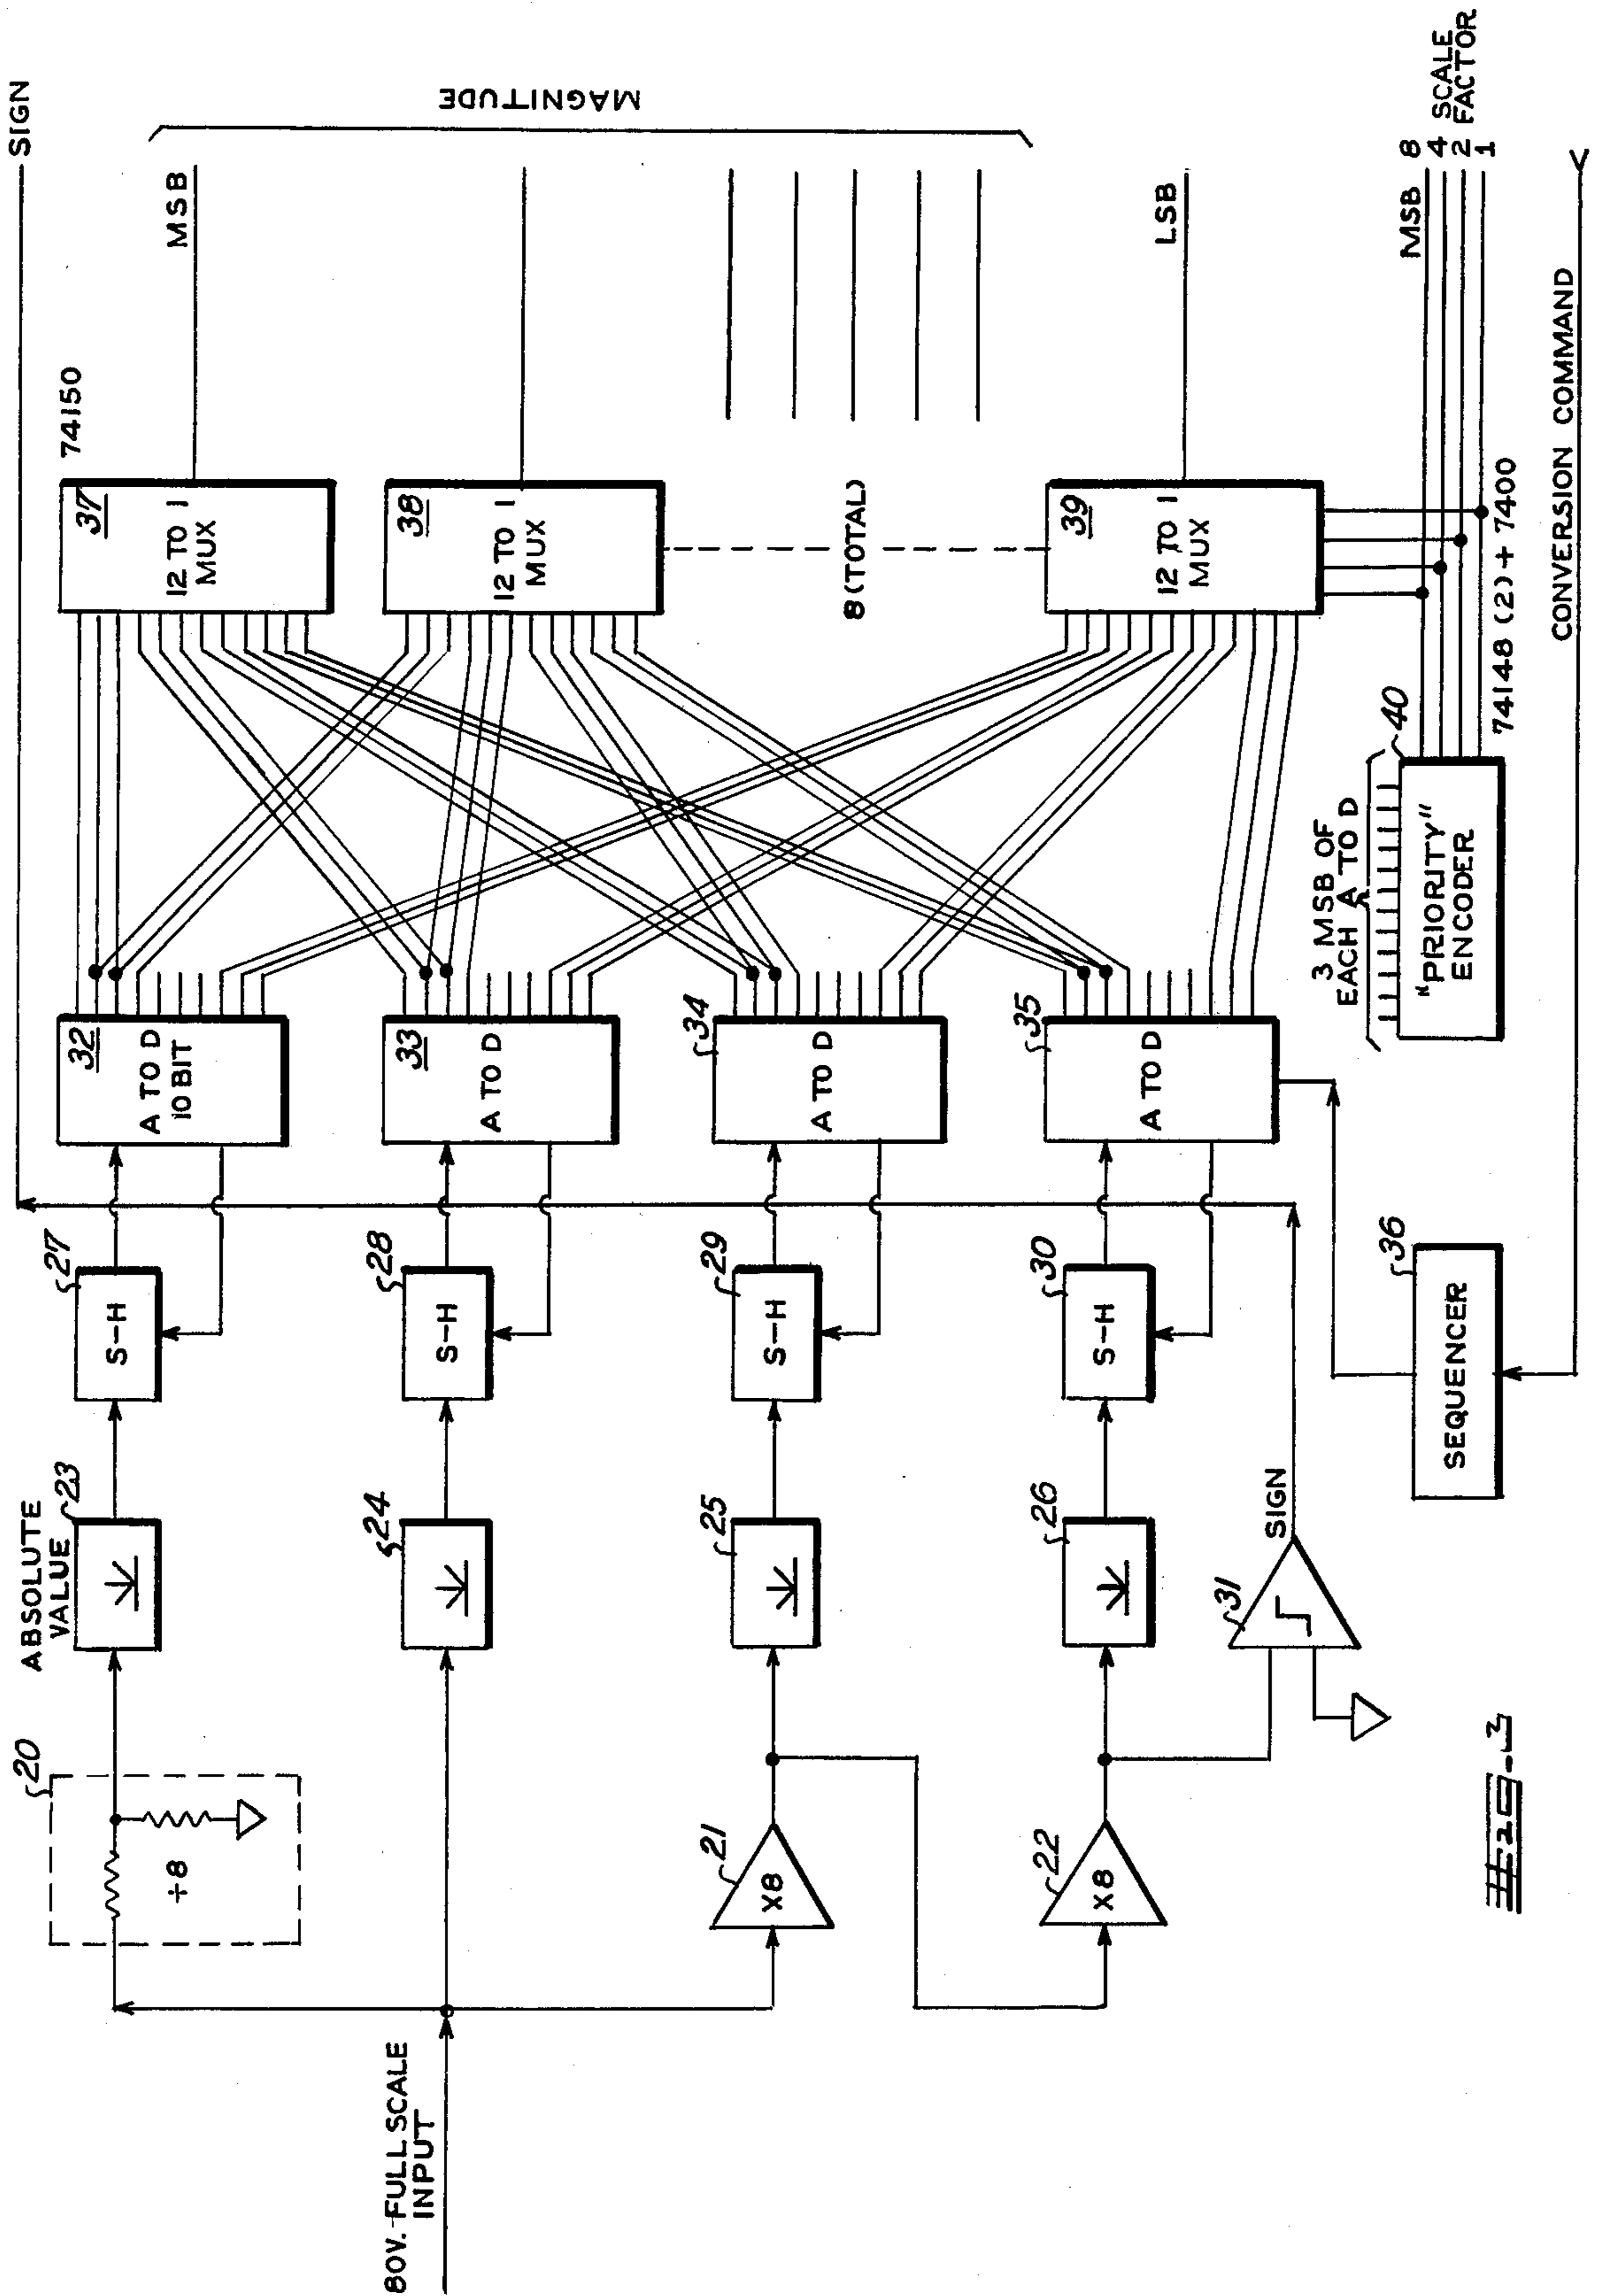 SIGN
MAGNITUDE
MSB
LSB
MSB
8
4
2
1
SCALE
FACTOR
CONVERSION COMMAND
74150
37
12 TO 1
MUX
38
12 TO 1
MUX
8 (TOTAL)
39
12 TO 1
MUX
74148 (2) + 7400
3 MSB OF
EACH A TO D
40
"PRIORITY"
ENCODER
32
A TO D
10 BIT
33
A TO D
34
A TO D
35
A TO D
27
S-H
28
S-H
29
S-H
30
S-H
36
SEQUENCER
ABSOLUTE
VALUE
23
24
25
26
SIGN
31
20
÷8
21
X8
22
X8
80V.-FULL SCALE
INPUT
FIG-3